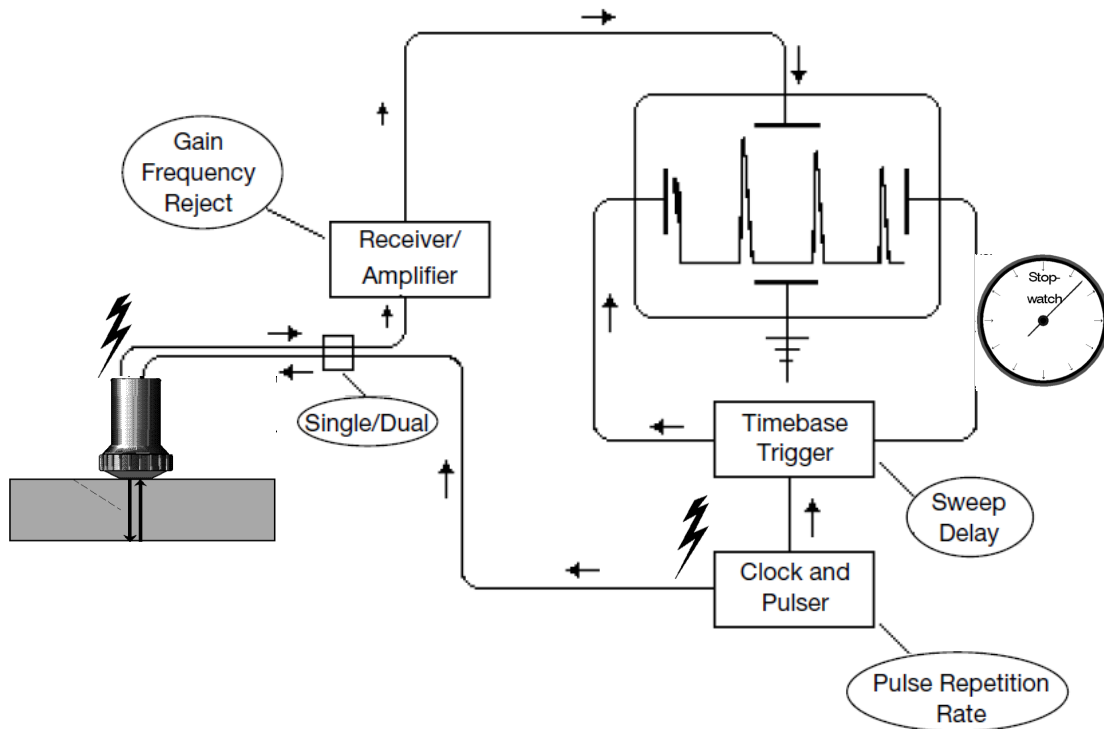 Gain
Frequency
Reject
Receiver/
Amplifier
Stop-
watch
Single/Dual
Timebase
Trigger
Sweep
Delay
Clock and
Pulser
Pulse Repetition
Rate